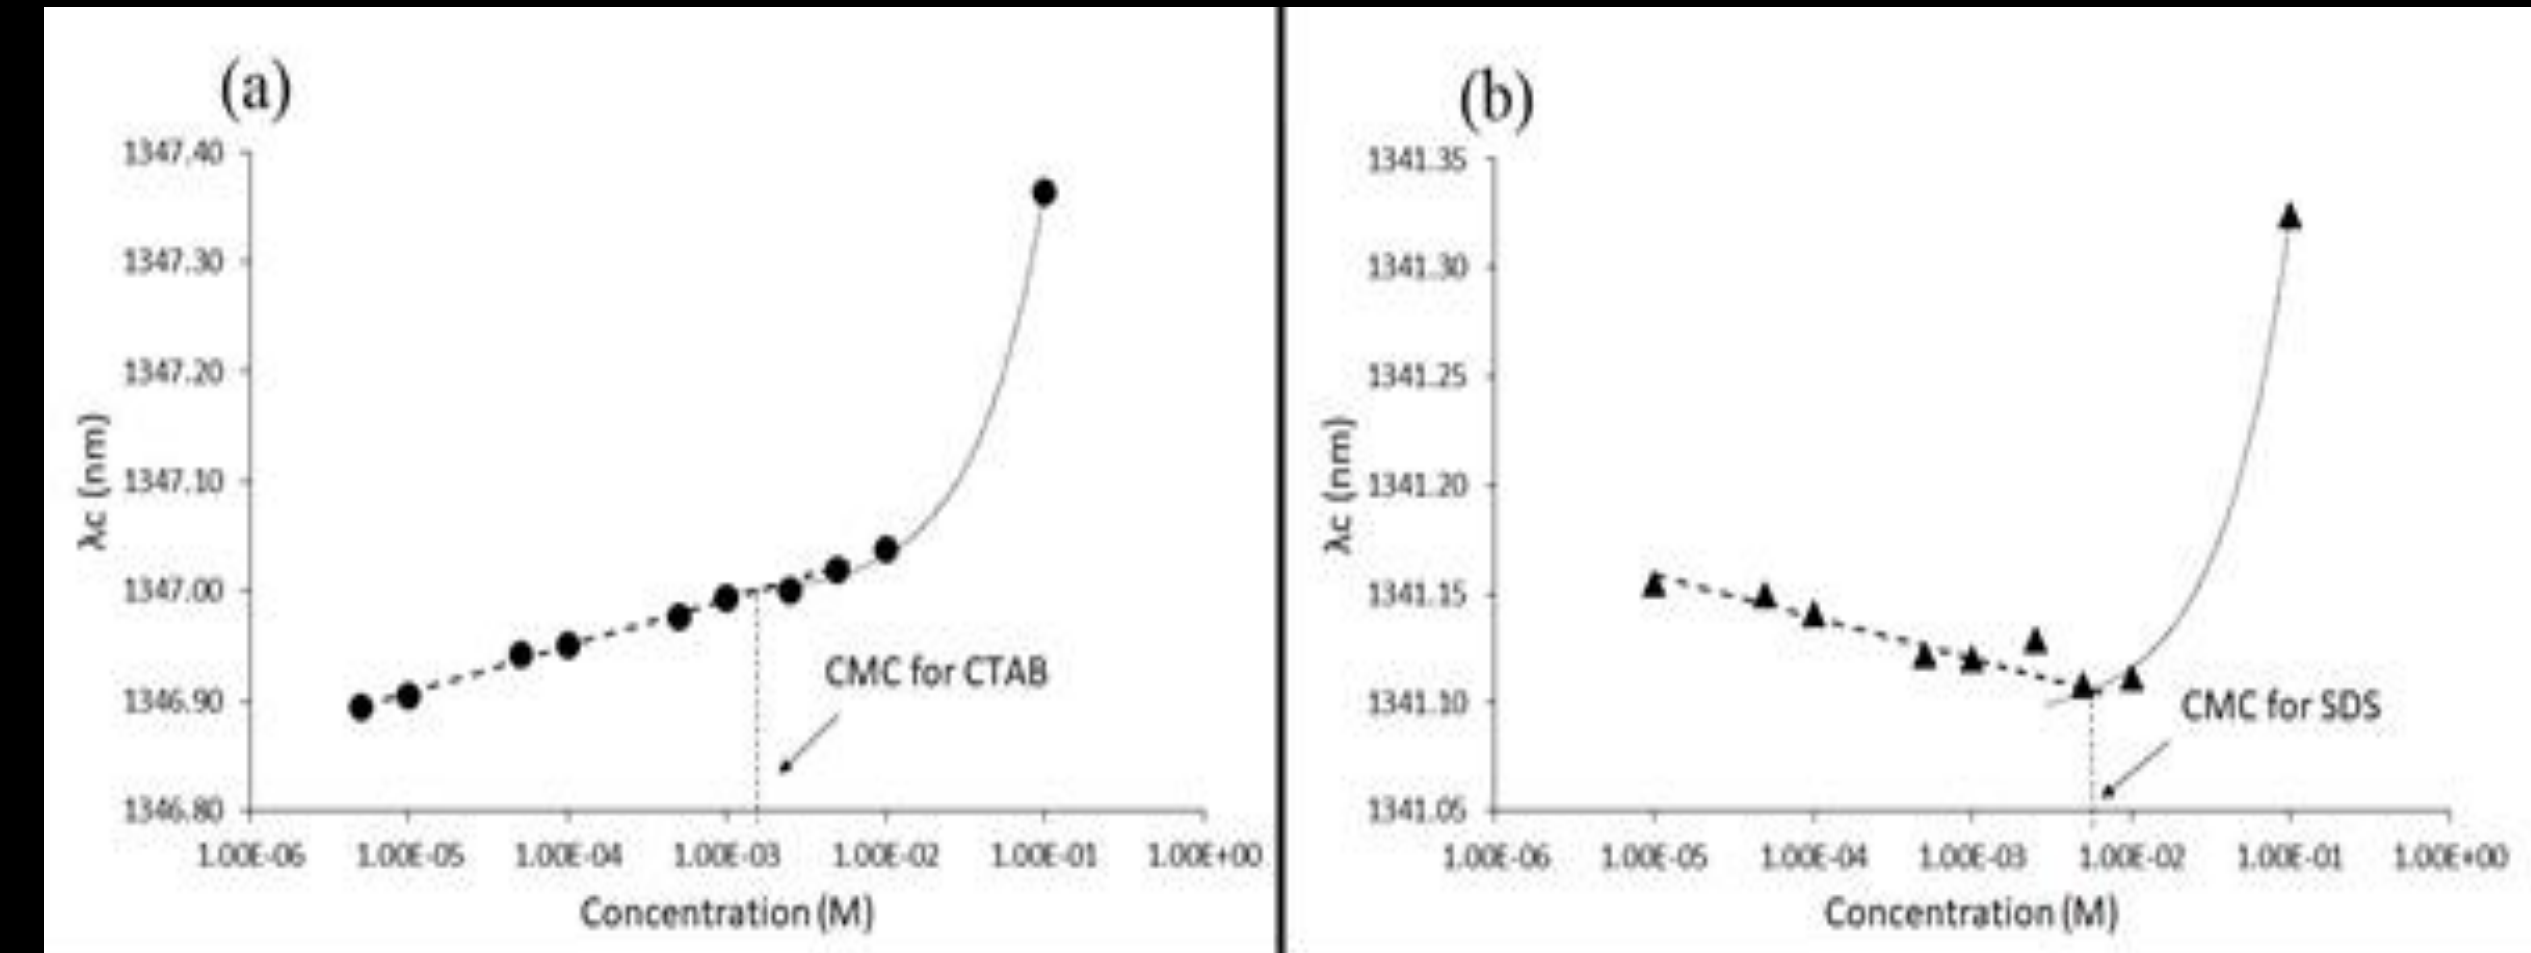 (a)
1347.40
1347.30
1347.20
1347.10
1347.00
1346.90
1346.80
λc (nm)
CMC for CTAB
1.00E-06 1.00E-05 1.00E-04 1.00E-03 1.00E-02 1.00E-01 1.00E+00
Concentration (M)
(b)
1341.35
1341.30
1341.25
1341.20
1341.15
1341.10
1341.05
λc (nm)
CMC for SDS
1.00E-06 1.00E-05 1.00E-04 1.00E-03 1.00E-02 1.00E-01 1.00E+00
Concentration (M)